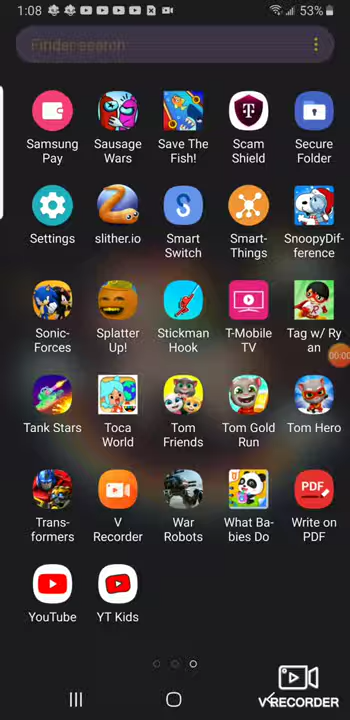 1:08
53%
Finder search
Samsung Pay
Sausage Wars
Save The Fish!
Scam Shield
Secure Folder
Settings
slither.io
Smart Switch
Smart-Things
SnoopyDif-ference
Sonic-Forces
Splatter Up!
Stickman Hook
T-Mobile TV
Tag w/ Ry an
00:00
Tank Stars
Toca World
Tom Friends
Tom Gold Run
Tom Hero
PDF
Trans-formers
V Recorder
War Robots
What Ba-bies Do
Write on PDF
YouTube
YT Kids
VRECORDER